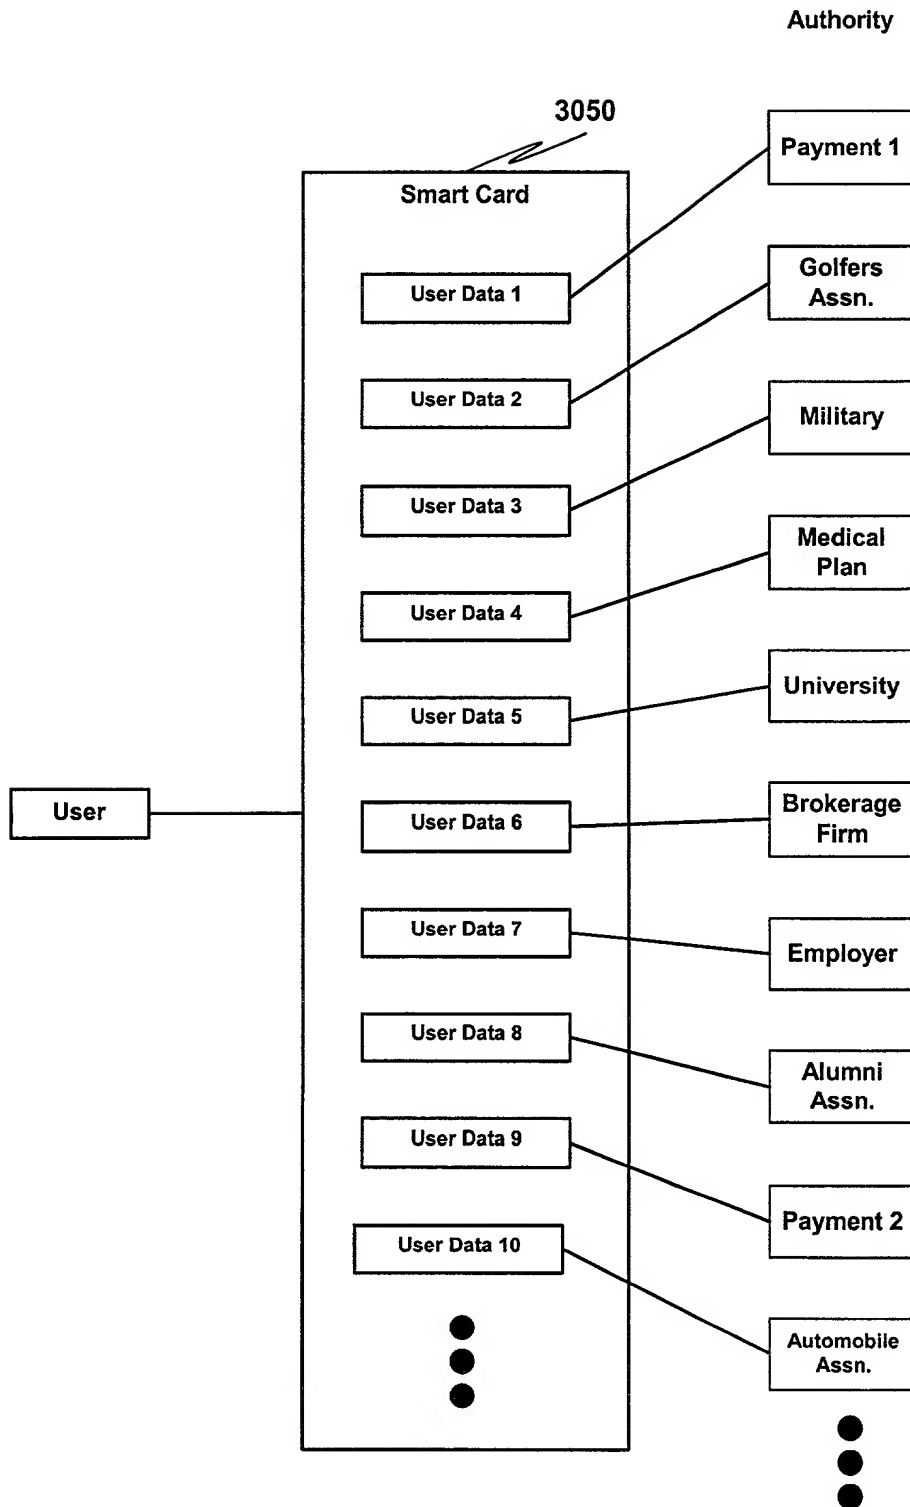 Authority
3050
Payment 1
Smart Card
Golfers
Assn.
User Data 1
User Data 2
Military
User Data 3
Medical
Plan
User Data 4
University
User Data 5
User
User Data 6
Brokerage
Firm
User Data 7
Employer
User Data 8
Alumni
Assn.
User Data 9
Payment 2
User Data 10
Automobile
Assn.